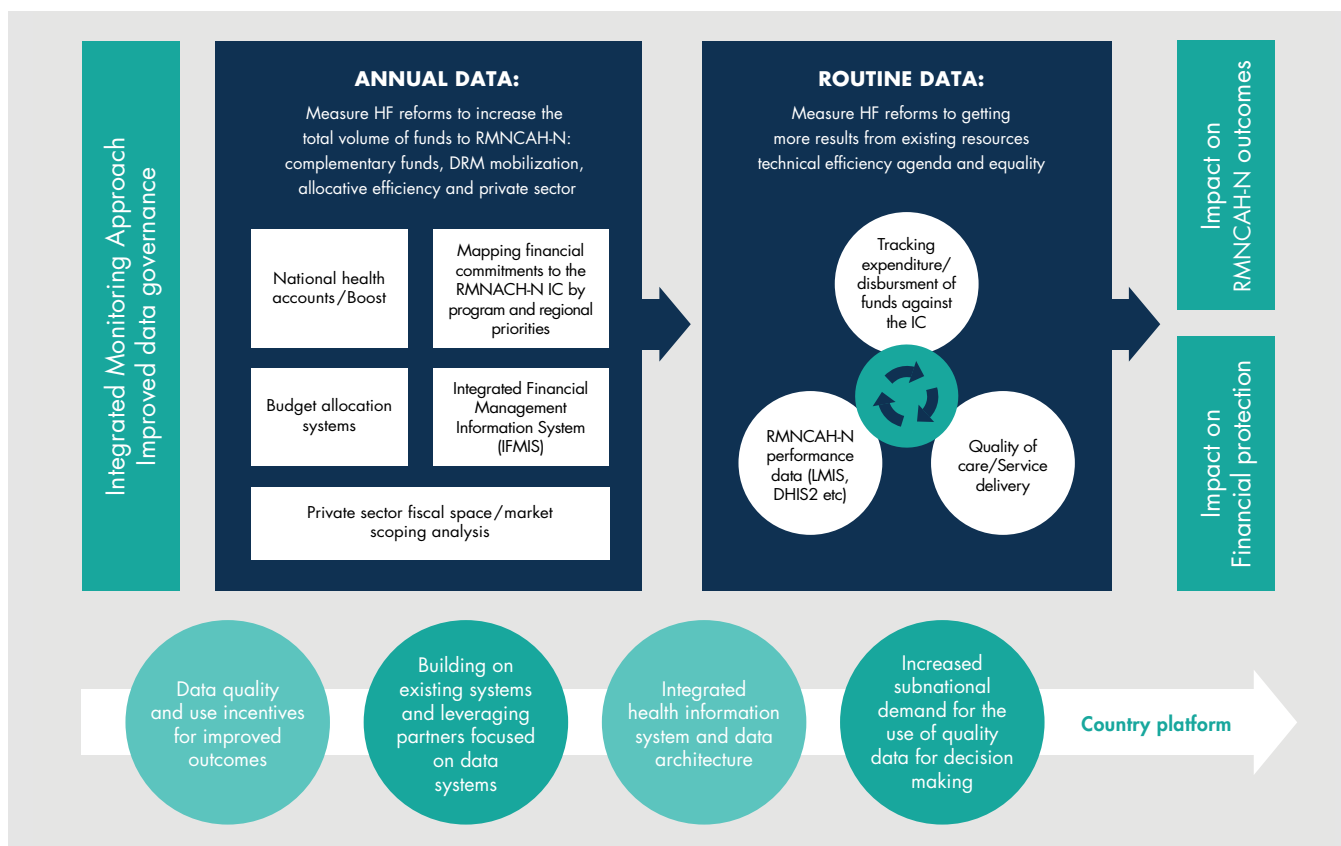 Integrated Monitoring Approach
Improved data governance
ANNUAL DATA:
Measure HF reforms to increase the
total volume of funds to RMNCAH-N:
complementary funds, DRM mobilization,
allocative efficiency and private sector
National health
accounts/Boost
Mapping financial
commitments to the
RMNACH-N IC by
program and regional
priorities
Budget allocation
systems
Integrated Financial
Management
Information System
(IFMIS)
Private sector fiscal space/market
scoping analysis
ROUTINE DATA:
Measure HF reforms to getting
more results from existing resources
technical efficiency agenda and equality
Tracking
expenditure/
disbursment of
funds against
the IC
RMNCAH-N
performance
data (LMIS,
DHIS2 etc)
Quality of
care/Service
delivery
Impact on
RMNCAH-N outcomes
Impact on
Financial protection
Data quality
and use incentives
for improved
outcomes
Building on
existing systems
and leveraging
partners focused
on data
systems
Integrated
health information
system and data
architecture
Increased
subnational
demand for the
use of quality
data for decision
making
Country platform